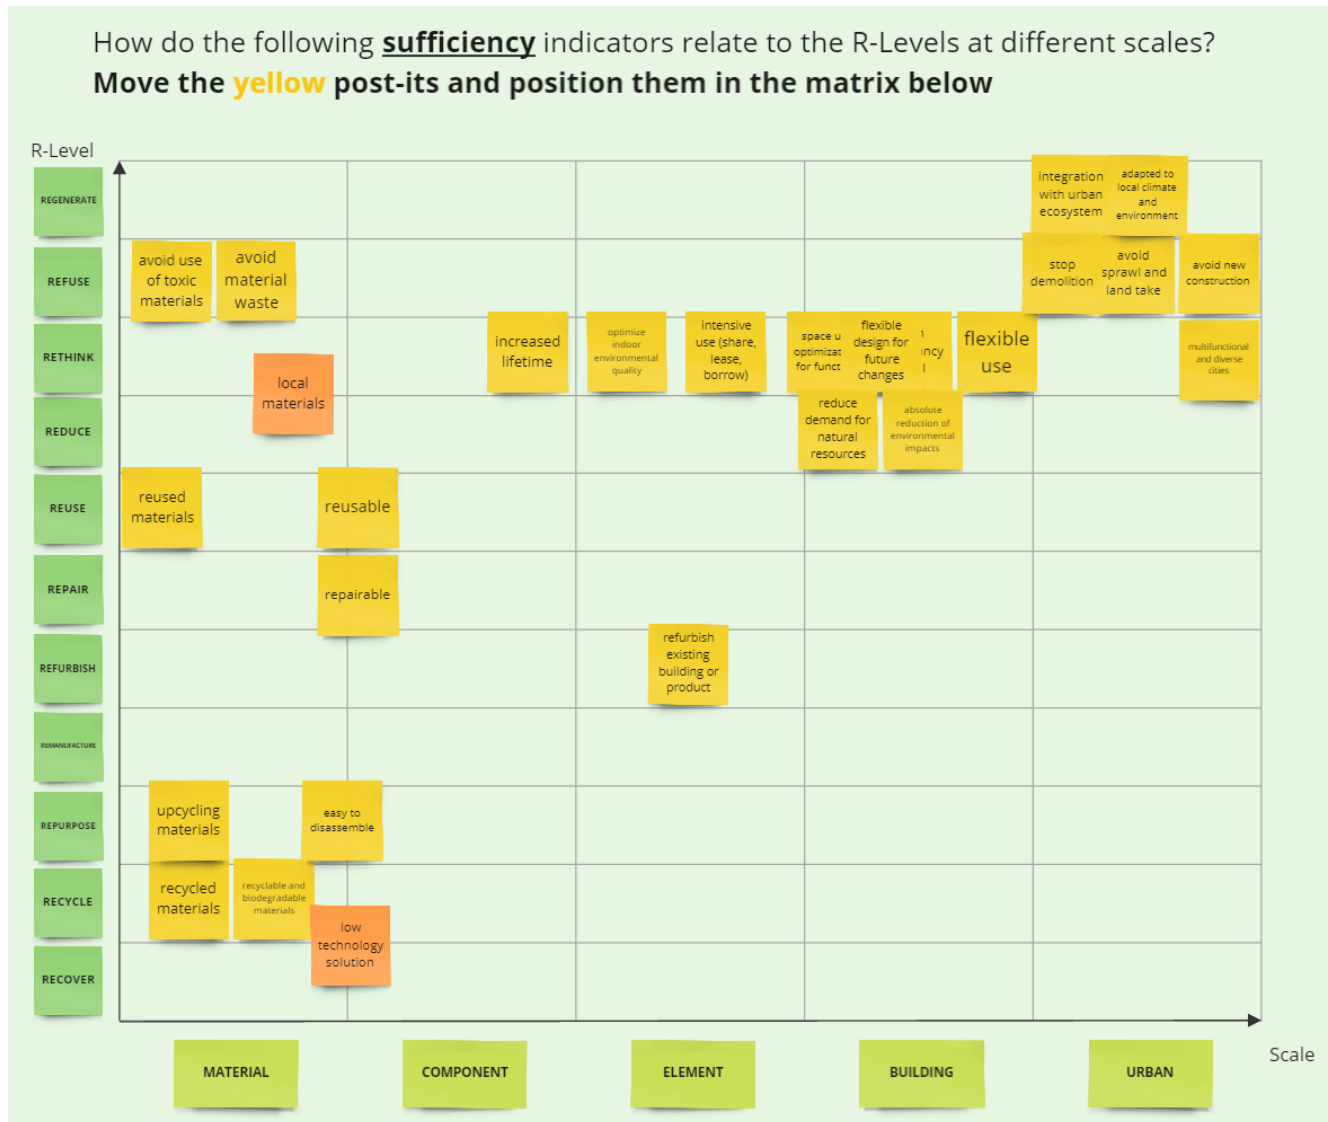 How do the following sufficiency indicators relate to the R-Levels at different scales?
Move the yellow post-its and position them in the matrix below
R-Level
REGENERATE
integration
with urban
ecosystem
adapted to
local climate
and
environment
REFUSE
avoid use
of toxic
materials
avoid
material
waste
stop
demolition
avoid
sprawl and
land take
avoid new
construction
RETHINK
increased
lifetime
optimize
indoor
environmental
quality
intensive
use (share,
lease,
borrow)
space u
optimizat
for funct
flexible
design for
future
changes
ncy
flexible
use
multifunctional
and diverse
cities
local
materials
REDUCE
reduce
demand for
natural
resources
absolute
reduction of
environmental
impacts
REUSE
reused
materials
reusable
REPAIR
repairable
REFURBISH
refurbish
existing
building or
product
REMANUFACTURE
REPURPOSE
upcycling
materials
easy to
disassemble
RECYCLE
recycled
materials
recyclable and
biodegradable
materials
low
technology
solution
RECOVER
Scale
MATERIAL
COMPONENT
ELEMENT
BUILDING
URBAN